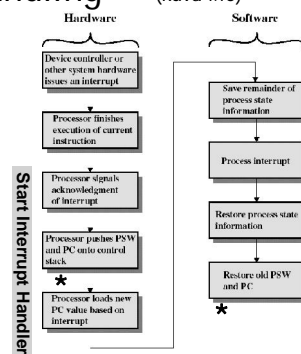 (hard int)
Hardware
Device controller or
other system hardware
issues an interrupt
Processor finishes
execution of current
instruction
Processor signals
acknowledgment
of interrupt
Processor pushes PSW
and PC onto control
stack
*
Processor loads new
PC value based on
interrupt
Start Interrupt Handler
Software
Save remainder of
process state
information
Process interrupt
Restore process state
information
Restore old PSW
and PC
*